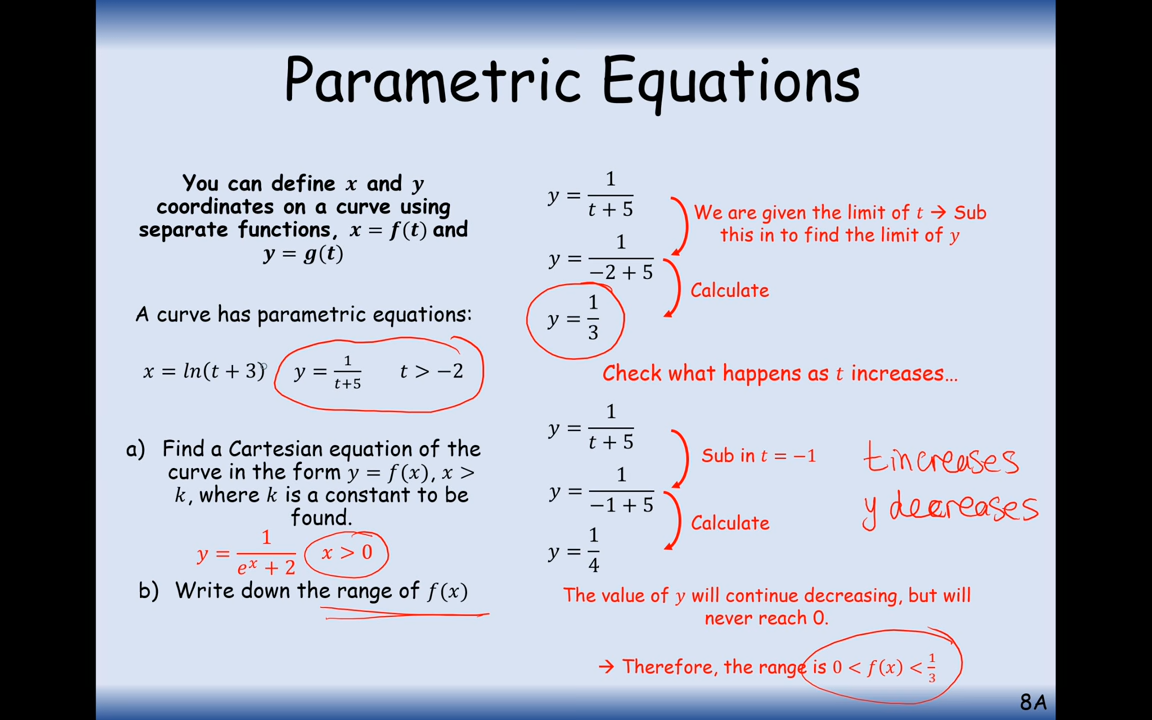 Parametric Equations
You can define x and y
coordinates on a curve using
separate functions, x = f(t) and
y = g(t)
A curve has parametric equations:
x = ln(t + 3) y = 1/(t+5) t > −2
a) Find a Cartesian equation of the
curve in the form y = f(x), x >
k, where k is a constant to be
found.
y = 1/(e^x + 2) x > 0
b) Write down the range of f(x)
y = 1/(t + 5)
We are given the limit of t → Sub
this in to find the limit of y
y = 1/(−2 + 5)
Calculate
y = 1/3
Check what happens as t increases…
y = 1/(t + 5)
Sub in t = −1
y = 1/(−1 + 5)
Calculate
y = 1/4
t increases
y decreases
The value of y will continue decreasing, but will
never reach 0.
→ Therefore, the range is 0 < f(x) < 1/3
8A